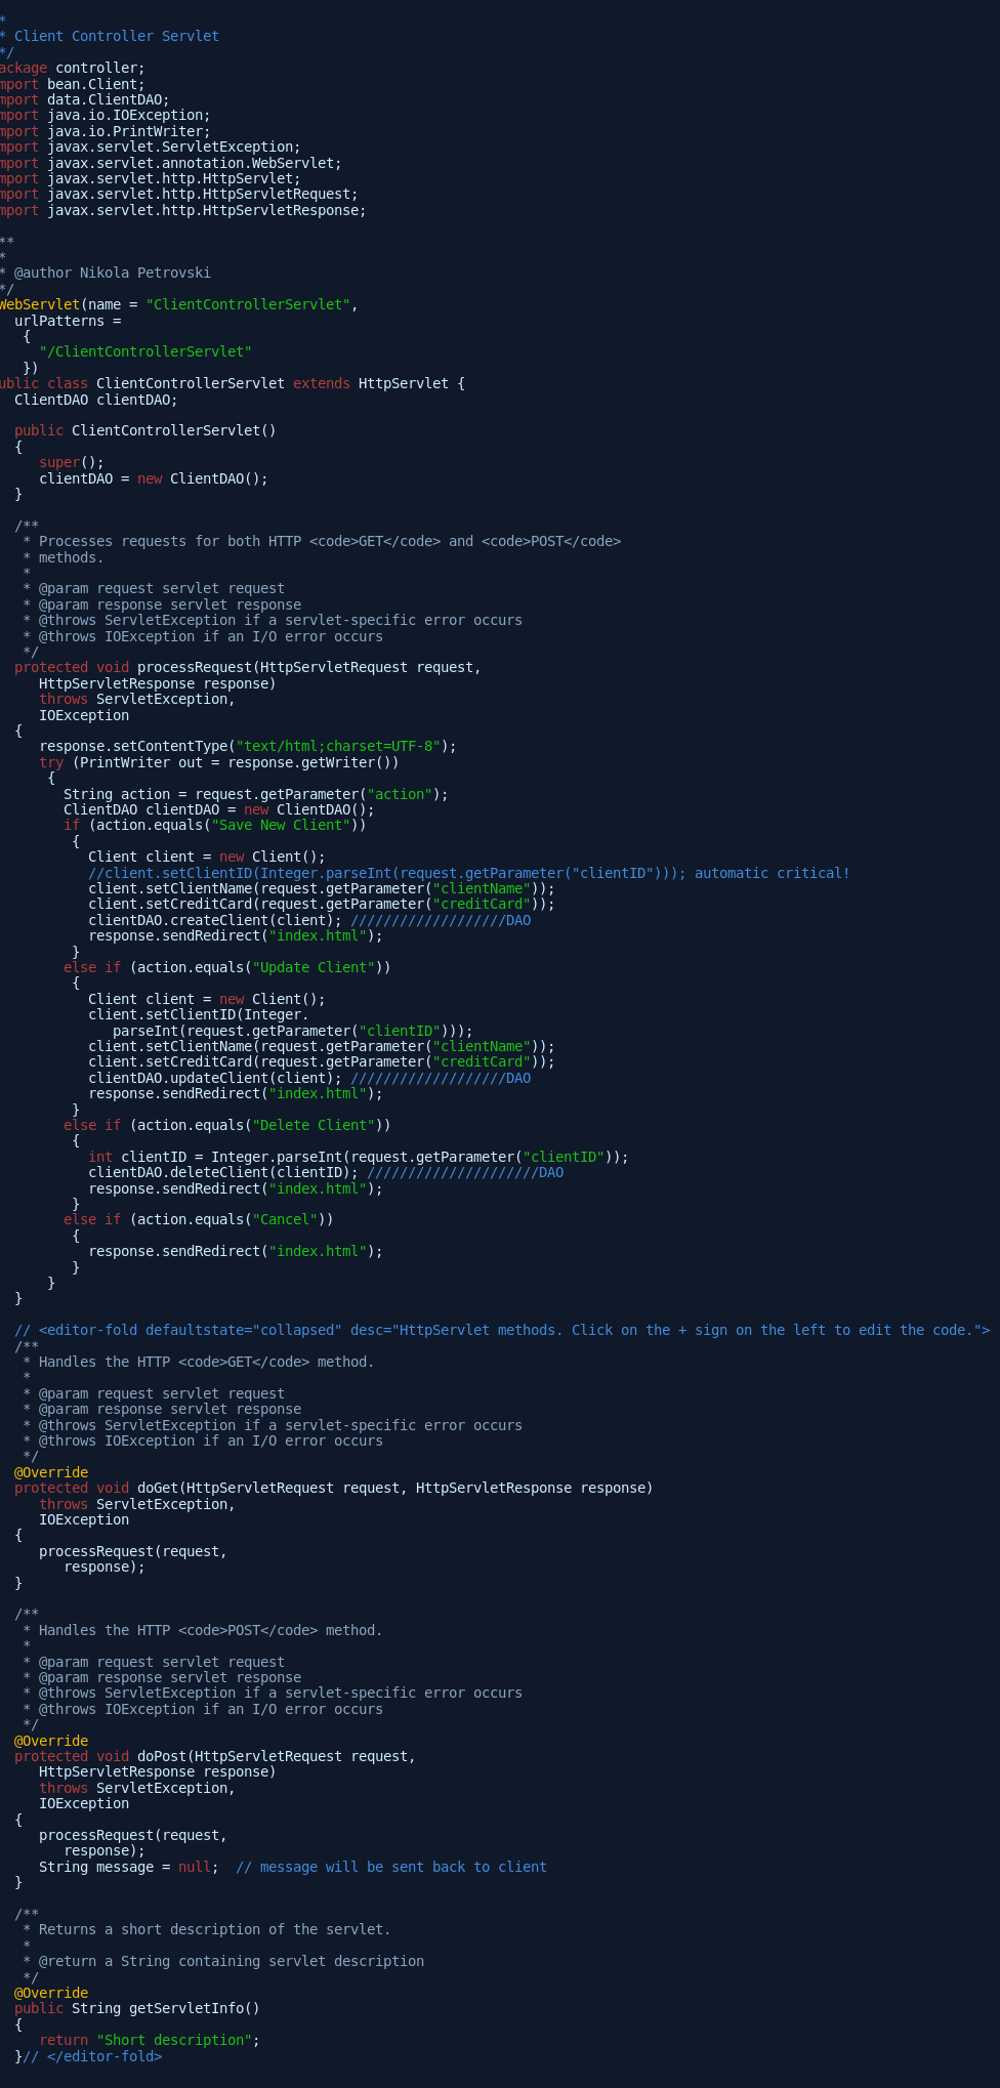 *
* Client Controller Servlet
*/
ackage controller;
mport bean.Client;
mport data.ClientDAO;
mport java.io.IOException;
mport java.io.PrintWriter;
mport javax.servlet.ServletException;
mport javax.servlet.annotation.WebServlet;
mport javax.servlet.http.HttpServlet;
mport javax.servlet.http.HttpServletRequest;
mport javax.servlet.http.HttpServletResponse;

**
*
* @author Nikola Petrovski
*/
WebServlet(name = "ClientControllerServlet",
  urlPatterns =
   {
     "/ClientControllerServlet"
   })
ublic class ClientControllerServlet extends HttpServlet {
  ClientDAO clientDAO;

  public ClientControllerServlet()
  {
     super();
     clientDAO = new ClientDAO();
  }

  /**
   * Processes requests for both HTTP <code>GET</code> and <code>POST</code>
   * methods.
   *
   * @param request servlet request
   * @param response servlet response
   * @throws ServletException if a servlet-specific error occurs
   * @throws IOException if an I/O error occurs
   */
  protected void processRequest(HttpServletRequest request,
     HttpServletResponse response)
     throws ServletException,
     IOException
  {
     response.setContentType("text/html;charset=UTF-8");
     try (PrintWriter out = response.getWriter())
      {
        String action = request.getParameter("action");
        ClientDAO clientDAO = new ClientDAO();
        if (action.equals("Save New Client"))
         {
           Client client = new Client();
           //client.setClientID(Integer.parseInt(request.getParameter("clientID"))); automatic critical!
           client.setClientName(request.getParameter("clientName"));
           client.setCreditCard(request.getParameter("creditCard"));
           clientDAO.createClient(client); ///////////////////DAO
           response.sendRedirect("index.html");
         }
        else if (action.equals("Update Client"))
         {
           Client client = new Client();
           client.setClientID(Integer.
              parseInt(request.getParameter("clientID")));
           client.setClientName(request.getParameter("clientName"));
           client.setCreditCard(request.getParameter("creditCard"));
           clientDAO.updateClient(client); ///////////////////DAO
           response.sendRedirect("index.html");
         }
        else if (action.equals("Delete Client"))
         {
           int clientID = Integer.parseInt(request.getParameter("clientID"));
           clientDAO.deleteClient(clientID); /////////////////////DAO
           response.sendRedirect("index.html");
         }
        else if (action.equals("Cancel"))
         {
           response.sendRedirect("index.html");
         }
      }
  }

  // <editor-fold defaultstate="collapsed" desc="HttpServlet methods. Click on the + sign on the left to edit the code.">
  /**
   * Handles the HTTP <code>GET</code> method.
   *
   * @param request servlet request
   * @param response servlet response
   * @throws ServletException if a servlet-specific error occurs
   * @throws IOException if an I/O error occurs
   */
  @Override
  protected void doGet(HttpServletRequest request, HttpServletResponse response)
     throws ServletException,
     IOException
  {
     processRequest(request,
        response);
  }

  /**
   * Handles the HTTP <code>POST</code> method.
   *
   * @param request servlet request
   * @param response servlet response
   * @throws ServletException if a servlet-specific error occurs
   * @throws IOException if an I/O error occurs
   */
  @Override
  protected void doPost(HttpServletRequest request,
     HttpServletResponse response)
     throws ServletException,
     IOException
  {
     processRequest(request,
        response);
     String message = null;  // message will be sent back to client
  }

  /**
   * Returns a short description of the servlet.
   *
   * @return a String containing servlet description
   */
  @Override
  public String getServletInfo()
  {
     return "Short description";
  }// </editor-fold>